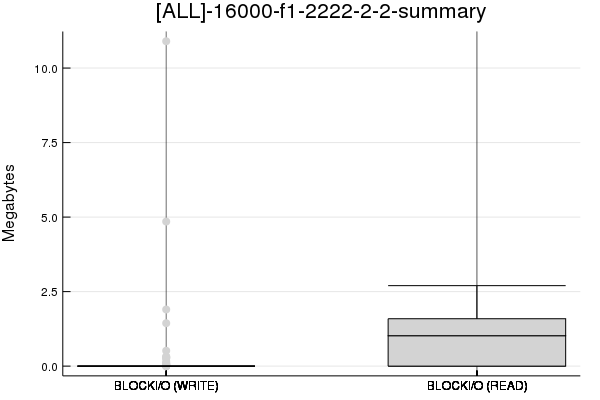 [ALL]-16000-f1-2222-2-2-summary
Megabytes
10.0
7.5
5.0
2.5
0.0
BLOCKI/O (WRITE)
BLOCKI/O (READ)